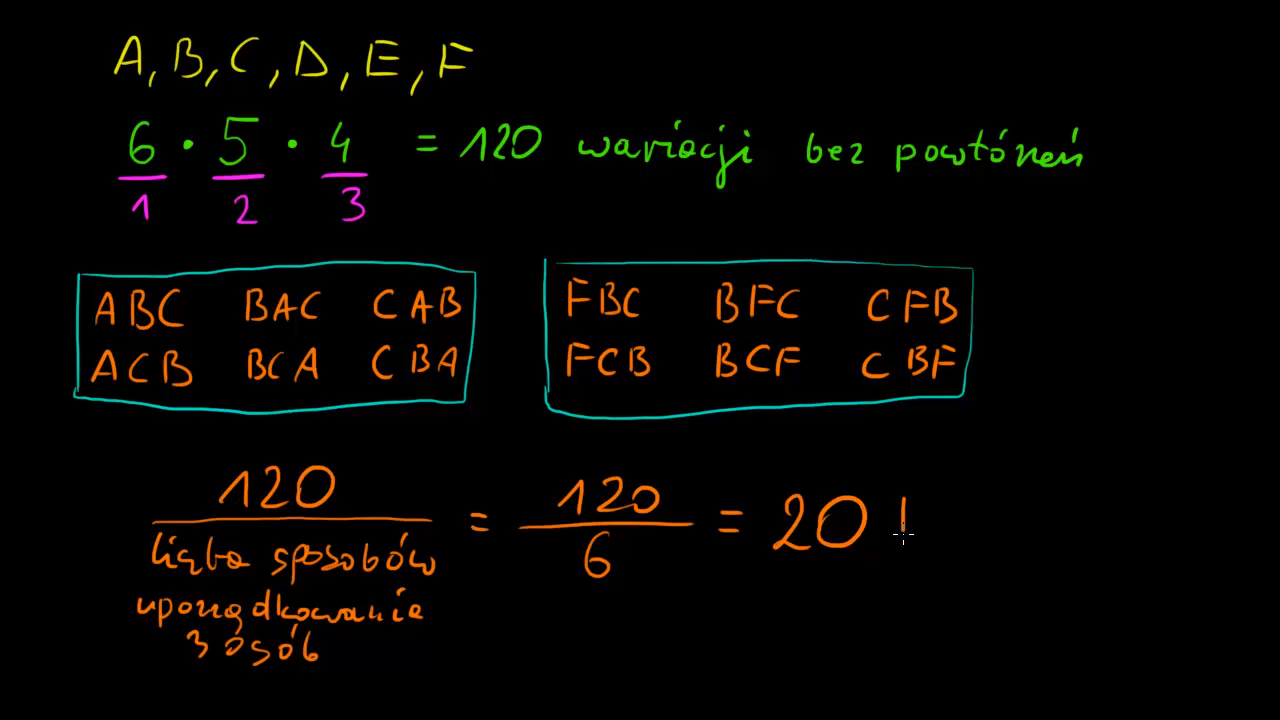 A, B, C, D, E, F
6 · 5 · 4 = 120 wariacji bez powtórzeń
1 2 3
ABC BAC CAB
ACB BCA CBA
FBC BFC CFB
FCB BCF CBF
120 = 120 = 20
liczba sposobów 6
uporządkowania
3 osób